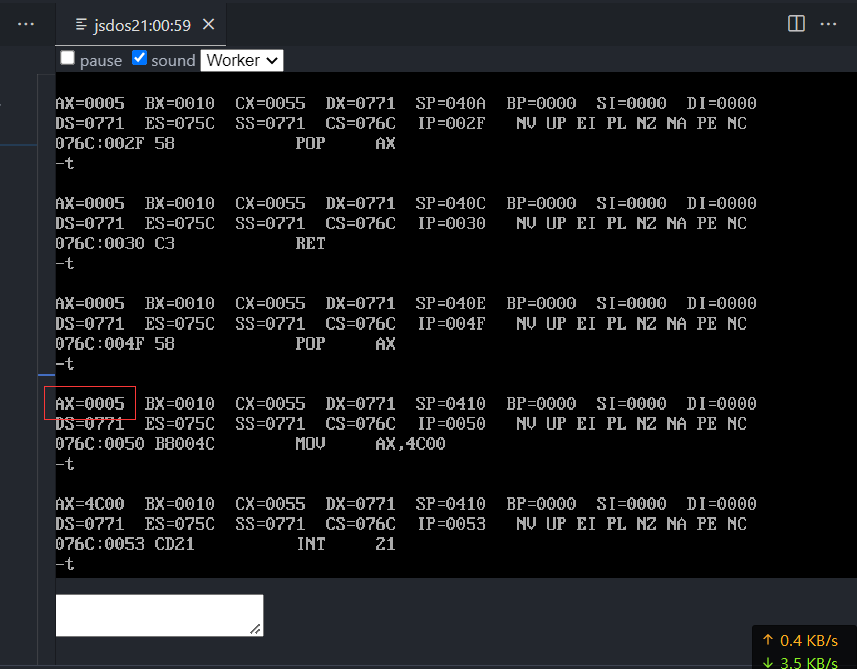 jsdos21:00:59
pause sound Worker
AX=0005 BX=0010 CX=0055 DX=0771 SP=040A BP=0000 SI=0000 DI=0000
DS=0771 ES=075C SS=0771 CS=076C IP=002F NV UP EI PL NZ NA PE NC
076C:002F 58 POP AX
-t
AX=0005 BX=0010 CX=0055 DX=0771 SP=040C BP=0000 SI=0000 DI=0000
DS=0771 ES=075C SS=0771 CS=076C IP=0030 NV UP EI PL NZ NA PE NC
076C:0030 C3 RET
-t
AX=0005 BX=0010 CX=0055 DX=0771 SP=040E BP=0000 SI=0000 DI=0000
DS=0771 ES=075C SS=0771 CS=076C IP=004F NV UP EI PL NZ NA PE NC
076C:004F 58 POP AX
-t
AX=0005 BX=0010 CX=0055 DX=0771 SP=0410 BP=0000 SI=0000 DI=0000
DS=0771 ES=075C SS=0771 CS=076C IP=0050 NV UP EI PL NZ NA PE NC
076C:0050 B8004C MOV AX,4C00
-t
AX=4C00 BX=0010 CX=0055 DX=0771 SP=0410 BP=0000 SI=0000 DI=0000
DS=0771 ES=075C SS=0771 CS=076C IP=0053 NV UP EI PL NZ NA PE NC
076C:0053 CD21 INT 21
-t
↑ 0.4 KB/s
↓ 3.5 KB/s